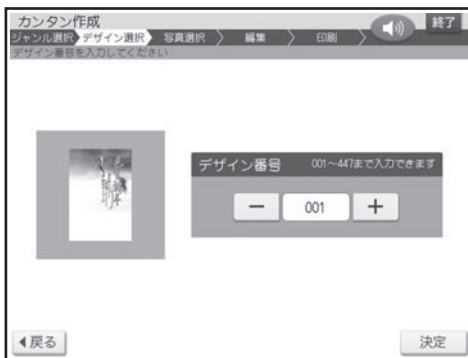 カンタン作成
終了
ジャンル選択 デザイン選択 写真選択 編集 印刷
デザイン番号を入力してください
デザイン番号 001〜447まで入力できます
− 001 ＋
戻る
決定